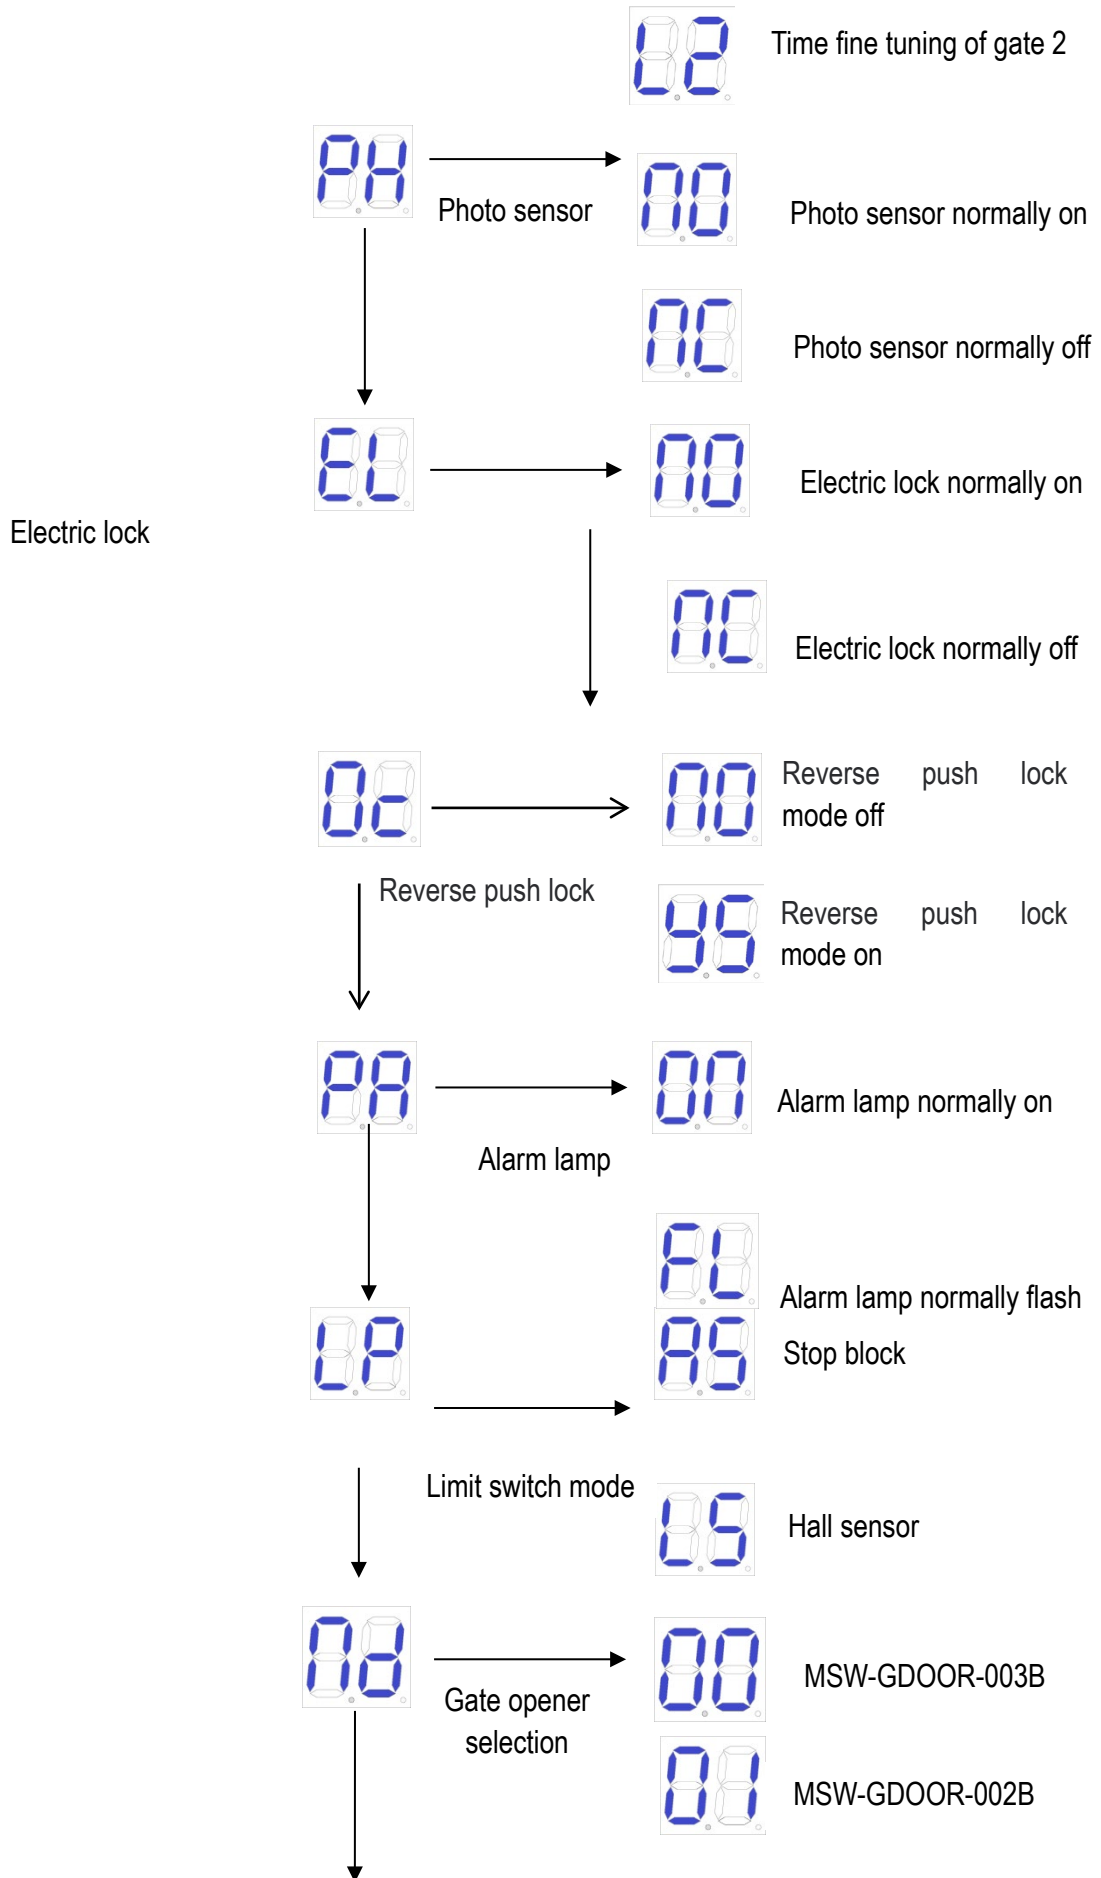 L2 Time fine tuning of gate 2
PH
Photo sensor
NO Photo sensor normally on
NC Photo sensor normally off
EL
Electric lock
NO Electric lock normally on
NC Electric lock normally off
Oc
Reverse push lock
NO Reverse push lock
mode off
YS Reverse push lock
mode on
PA
Alarm lamp
ON Alarm lamp normally on
FL Alarm lamp normally flash
LP
Limit switch mode
AS Stop block
LS Hall sensor
Nd
Gate opener
selection
00 MSW-GDOOR-003B
01 MSW-GDOOR-002B